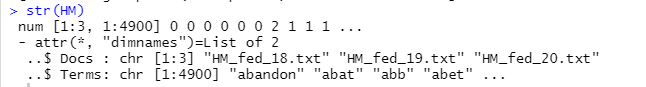 > str(HM)
num [1:3, 1:4900] 0 0 0 0 0 0 2 1 1 1 ...
- attr(*, "dimnames")=List of 2
..$ Docs : chr [1:3] "HM_fed_18.txt" "HM_fed_19.txt" "HM_fed_20.txt"
..$ Terms: chr [1:4900] "abandon" "abat" "abb" "abet" ...